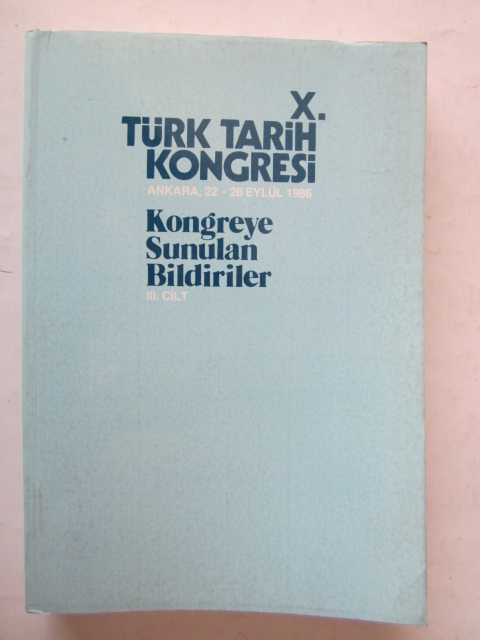 X.
TÜRK TARİH
KONGRESİ
ANKARA, 22 - 26 EYLÜL 1986
Kongreye
Sunulan
Bildiriler
III. CİLT